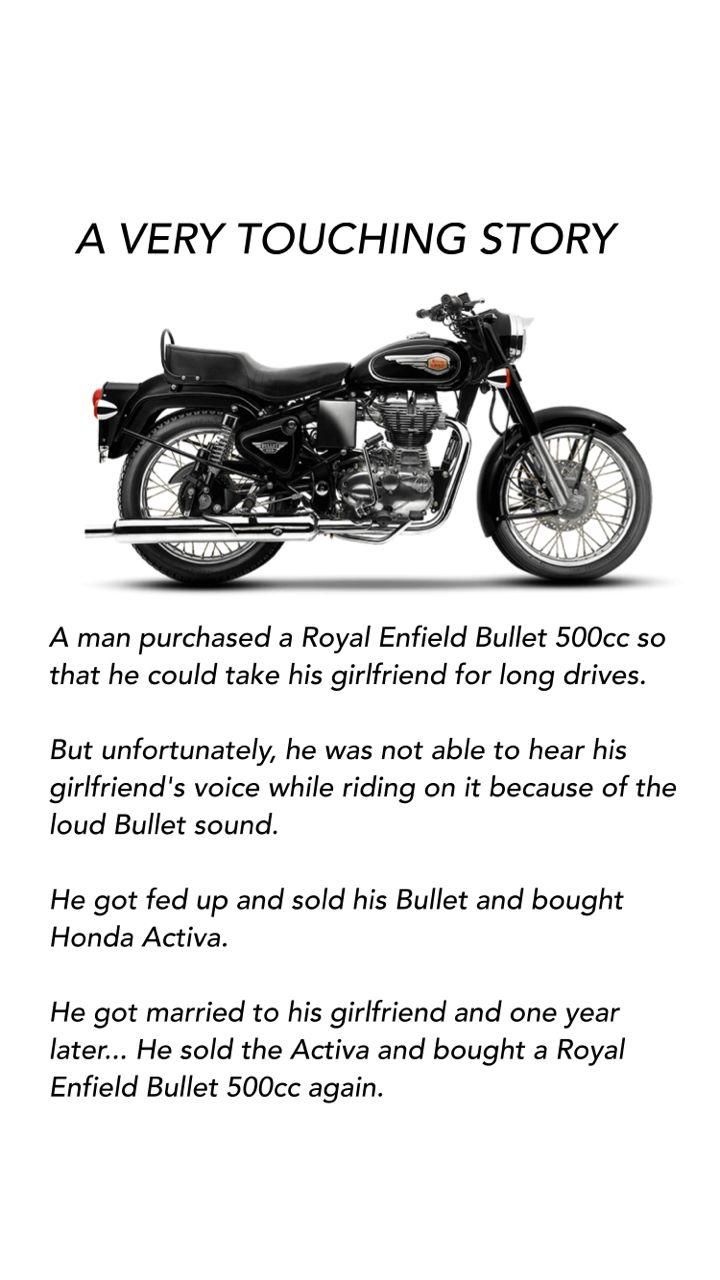 A VERY TOUCHING STORY
A man purchased a Royal Enfield Bullet 500cc so
that he could take his girlfriend for long drives.
But unfortunately, he was not able to hear his
girlfriend's voice while riding on it because of the
loud Bullet sound.
He got fed up and sold his Bullet and bought
Honda Activa.
He got married to his girlfriend and one year
later... He sold the Activa and bought a Royal
Enfield Bullet 500cc again.